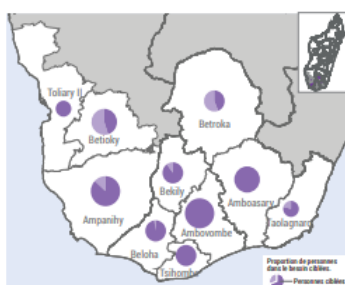 Toliary II
Betioky
Betroka
Bekily
Amboasary
Ampanihy
Ambovombe
Taolagnaro
Beloha
Tsihombe
Proportion de personnes
dans le besoin ciblées.
Personnes ciblées